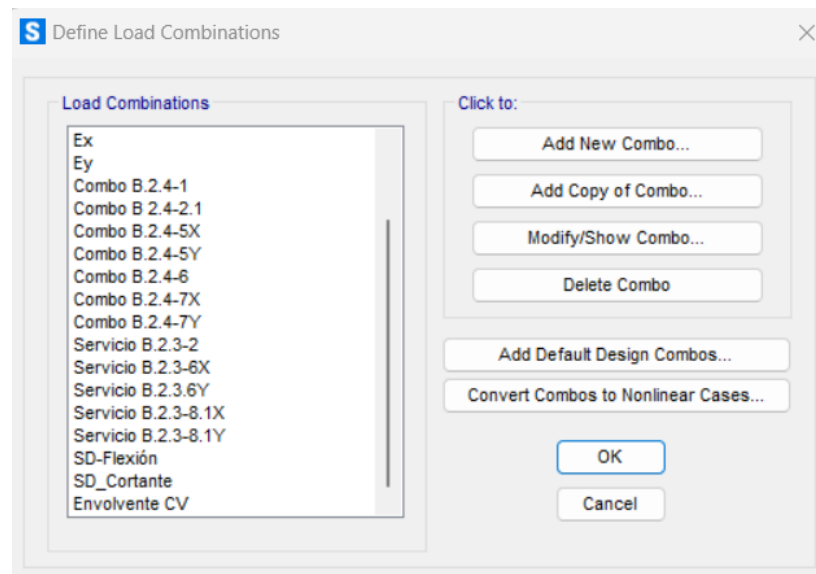 S Define Load Combinations
Load Combinations
Ex
Ey
Combo B.2.4-1
Combo B 2.4-2.1
Combo B.2.4-5X
Combo B.2.4-5Y
Combo B.2.4-6
Combo B.2.4-7X
Combo B.2.4-7Y
Servicio B.2.3-2
Servicio B.2.3-6X
Servicio B.2.3.6Y
Servicio B.2.3-8.1X
Servicio B.2.3-8.1Y
SD-Flexión
SD_Cortante
Envolvente CV
Click to:
Add New Combo...
Add Copy of Combo...
Modify/Show Combo...
Delete Combo
Add Default Design Combos...
Convert Combos to Nonlinear Cases...
OK
Cancel